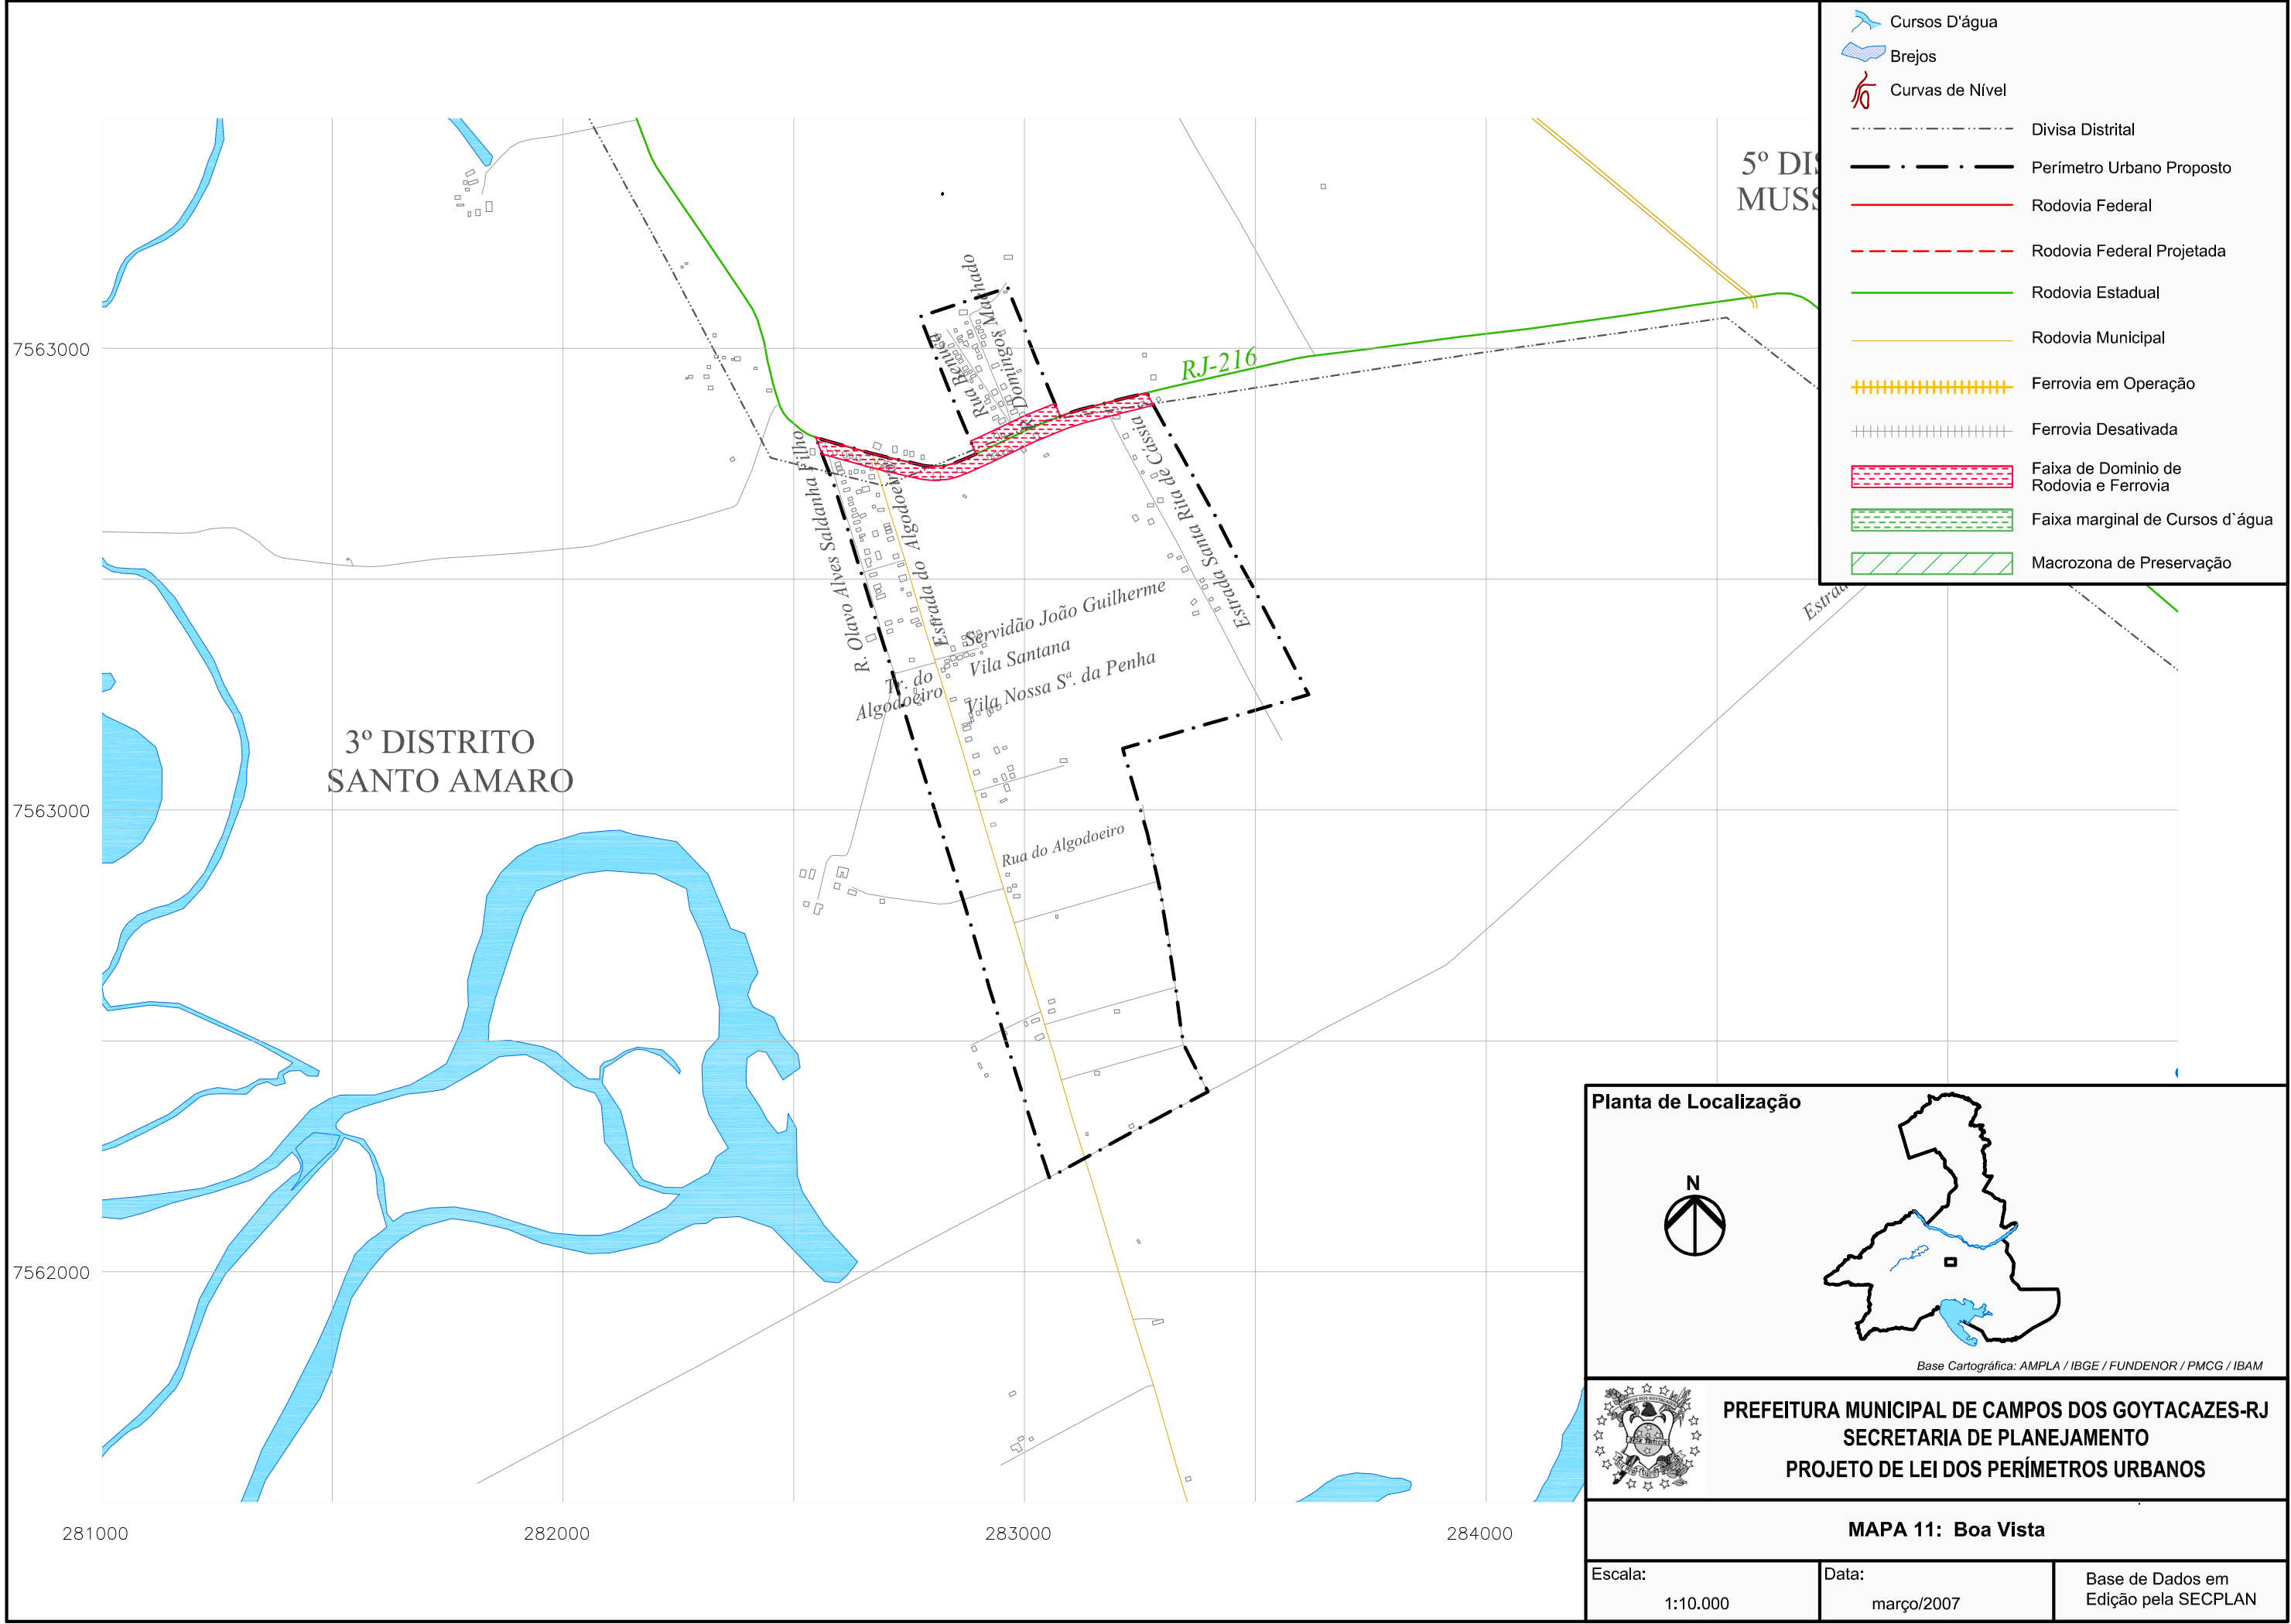 Cursos D'água
Brejos
Curvas de Nível
Divisa Distrital
Perímetro Urbano Proposto
Rodovia Federal
Rodovia Federal Projetada
Rodovia Estadual
Rodovia Municipal
Ferrovia em Operação
Ferrovia Desativada
Faixa de Dominio de
Rodovia e Ferrovia
Faixa marginal de Cursos d`água
Macrozona de Preservação
5º DIS
MUSS
7563000
RJ-216
Rua Benuca
Domingos Machado
R. Olavo Alves Saldanha Filho
Estrada do Algodoeiro
Estrada Santa Rita de Cássia
Servidão João Guilherme
Vila Santana
Vila Nossa Sª. da Penha
Tr. do
Algodoeiro
Estrada
3º DISTRITO
SANTO AMARO
7563000
Rua do Algodoeiro
7562000
281000
282000
283000
284000
Planta de Localização
N
Base Cartográfica: AMPLA / IBGE / FUNDENOR / PMCG / IBAM
PREFEITURA MUNICIPAL DE CAMPOS DOS GOYTACAZES-RJ
SECRETARIA DE PLANEJAMENTO
PROJETO DE LEI DOS PERÍMETROS URBANOS
MAPA 11: Boa Vista
Escala:
1:10.000
Data:
março/2007
Base de Dados em
Edição pela SECPLAN